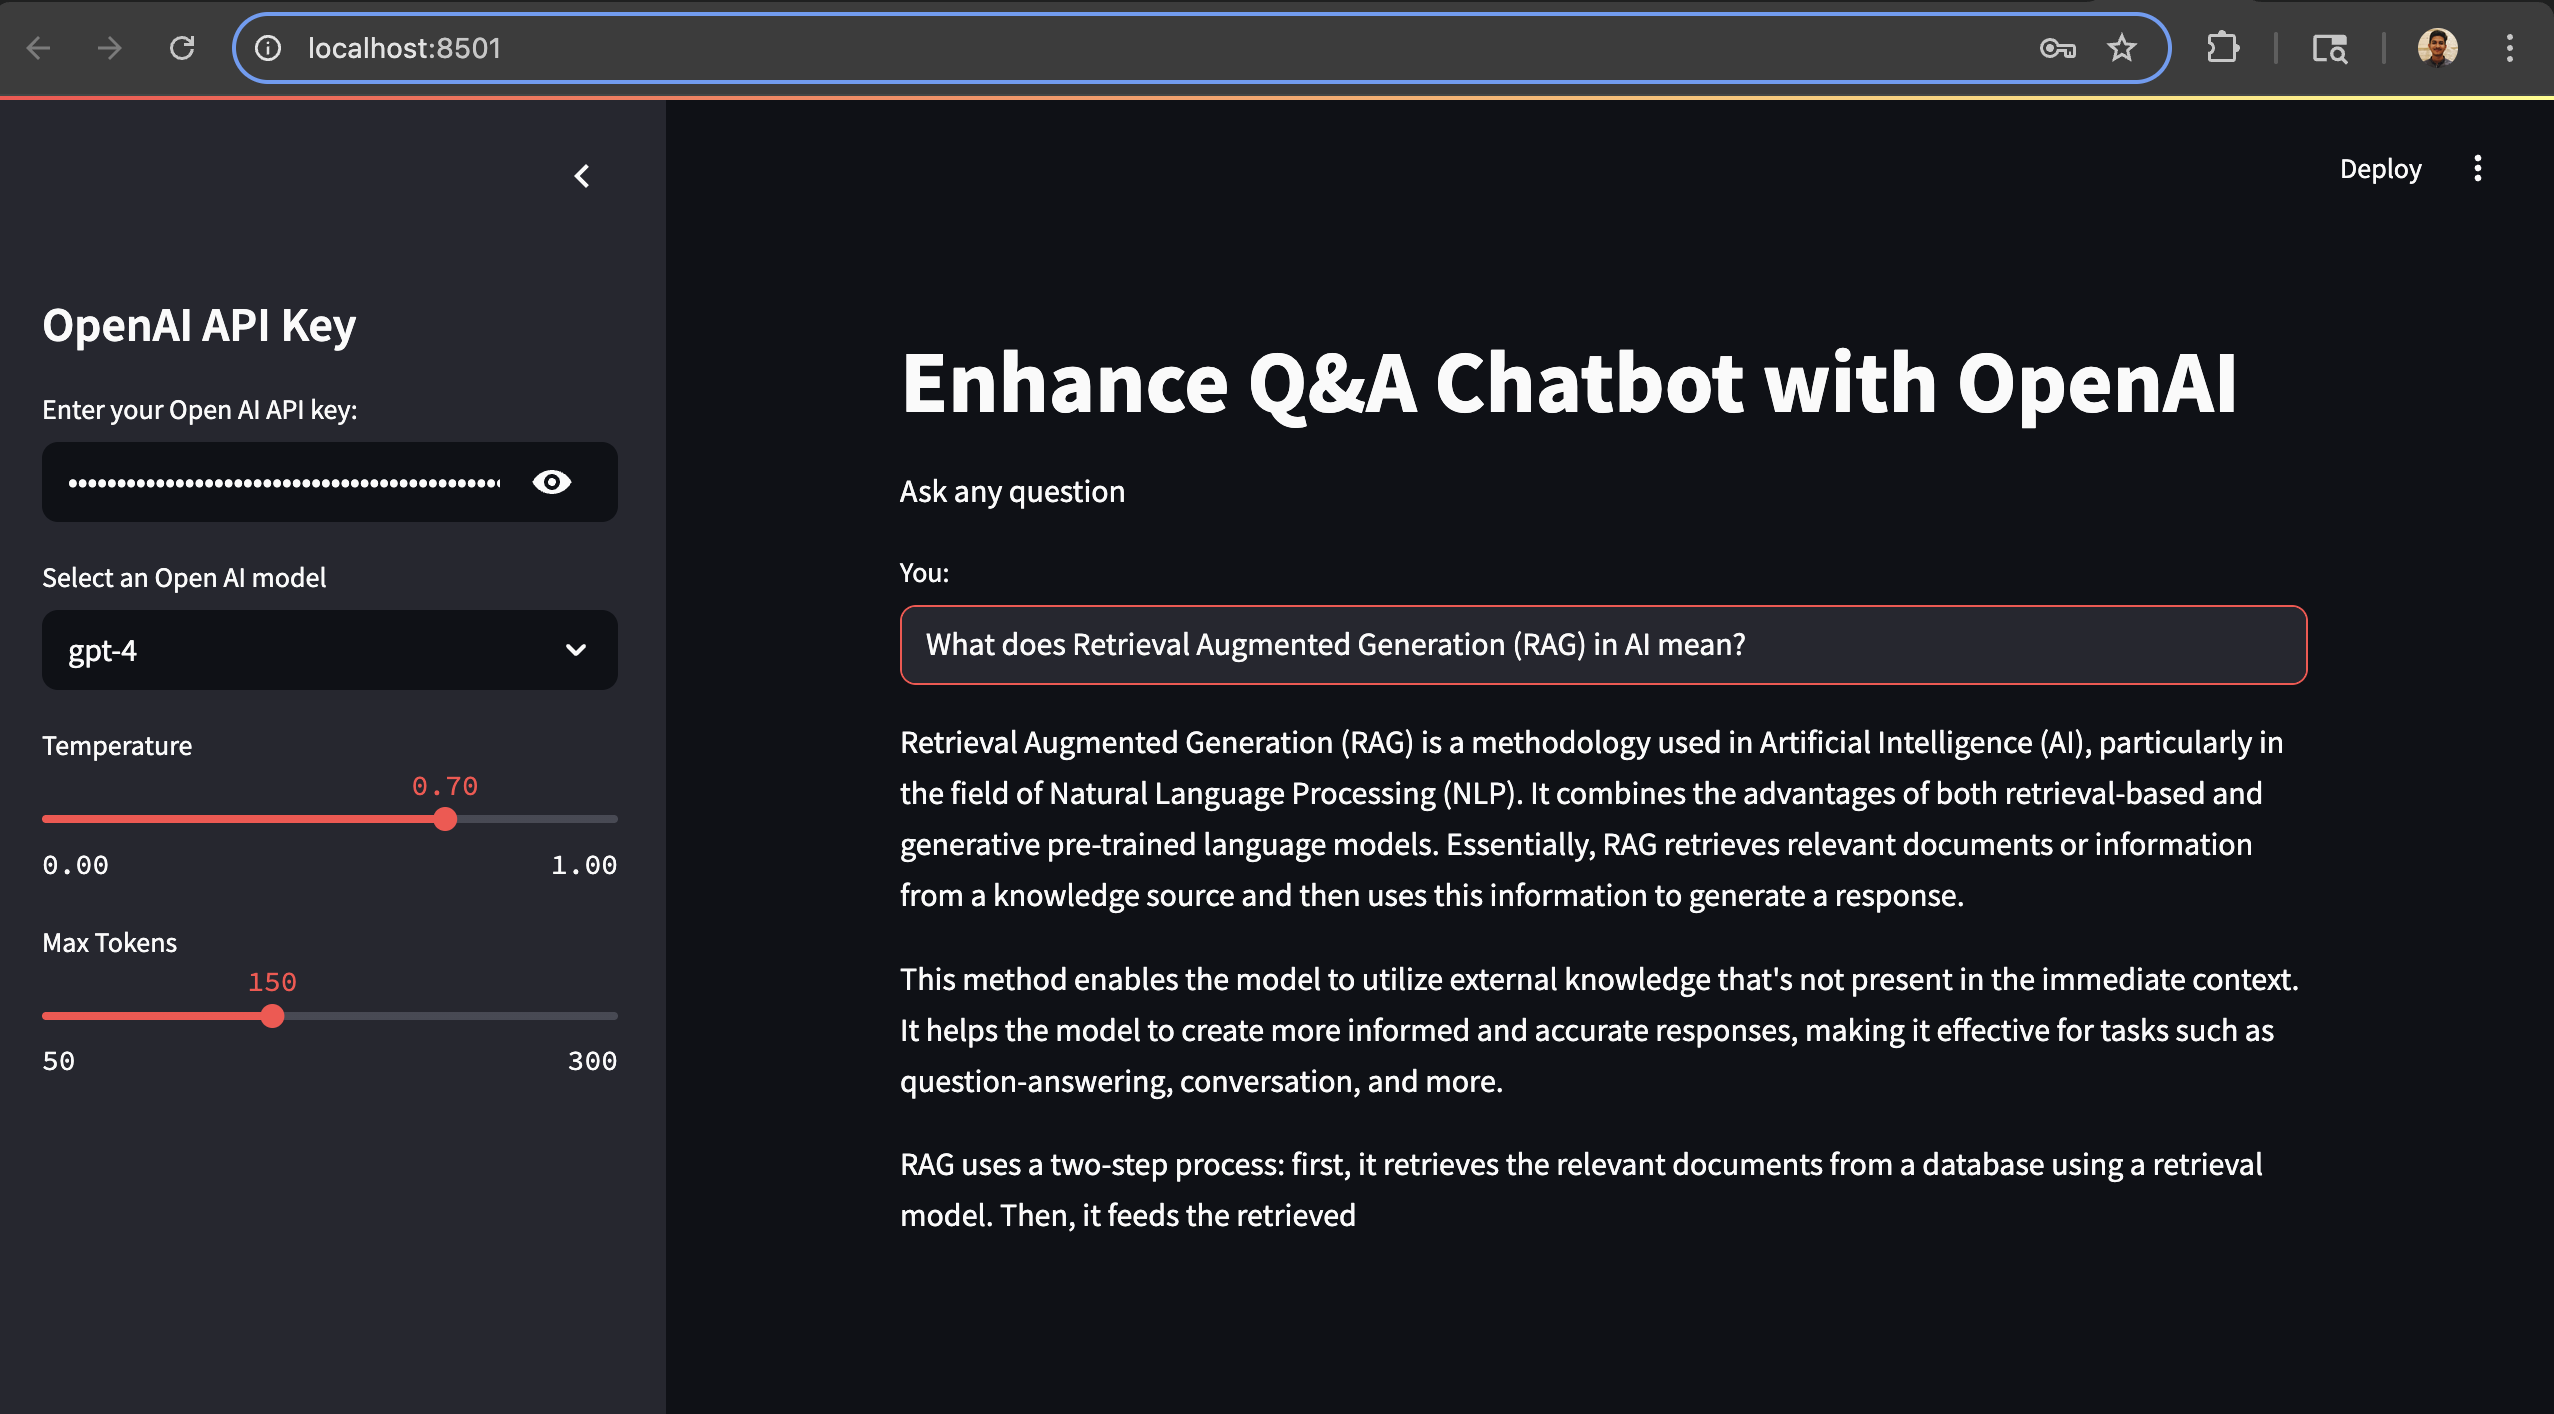 localhost:8501
Deploy
OpenAI API Key
Enter your Open AI API key:
Select an Open AI model
gpt-4
Temperature
0.70
0.00
1.00
Max Tokens
150
50
300
Enhance Q&A Chatbot with OpenAI
Ask any question
You:
What does Retrieval Augmented Generation (RAG) in AI mean?
Retrieval Augmented Generation (RAG) is a methodology used in Artificial Intelligence (AI), particularly in
the field of Natural Language Processing (NLP). It combines the advantages of both retrieval-based and
generative pre-trained language models. Essentially, RAG retrieves relevant documents or information
from a knowledge source and then uses this information to generate a response.
This method enables the model to utilize external knowledge that's not present in the immediate context.
It helps the model to create more informed and accurate responses, making it effective for tasks such as
question-answering, conversation, and more.
RAG uses a two-step process: first, it retrieves the relevant documents from a database using a retrieval
model. Then, it feeds the retrieved